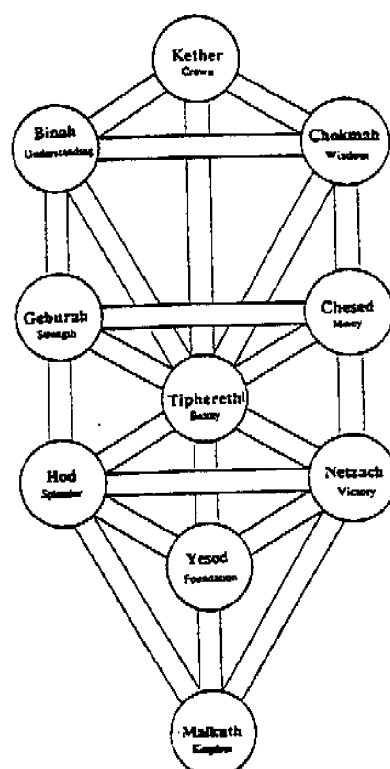 Kether
Crown
Binah
Understanding
Chokmah
Wisdom
Geburah
Strength
Chesed
Mercy
Tiphereth
Beauty
Hod
Splendor
Netzach
Victory
Yesod
Foundation
Malkuth
Kingdom